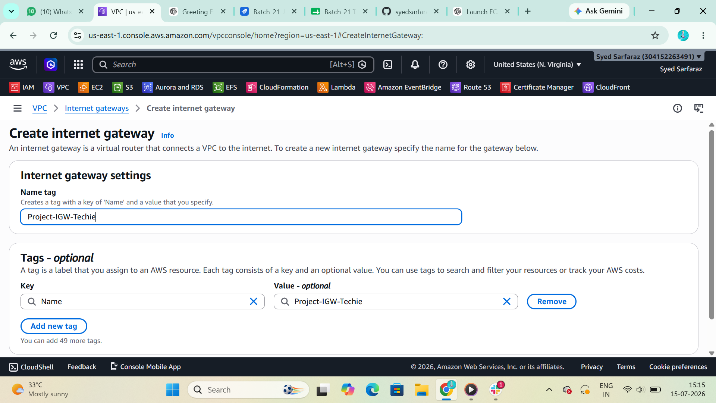 (10) What
VPC | us e
Greeting f
Batch-21
Batch-21 1
syedsarfar
Launch EC
Ask Gemini
us-east-1.console.aws.amazon.com/vpcconsole/home?region=us-east-1#CreateInternetGateway:
aws
Search
[Alt+S]
United States (N. Virginia)
Syed Sarfaraz (304152263491)
Syed Sarfaraz
IAM VPC EC2 S3 Aurora and RDS EFS CloudFormation Lambda Amazon EventBridge Route 53 Certificate Manager CloudFront
VPC > Internet gateways > Create internet gateway
Create internet gateway Info
An internet gateway is a virtual router that connects a VPC to the internet. To create a new internet gateway specify the name for the gateway below.
Internet gateway settings
Name tag
Creates a tag with a key of 'Name' and a value that you specify.
Project-IGW-Techie
Tags - optional
A tag is a label that you assign to an AWS resource. Each tag consists of a key and an optional value. You can use tags to search and filter your resources or track your AWS costs.
Key
Value - optional
Name
Project-IGW-Techie
Remove
Add new tag
You can add 49 more tags.
CloudShell Feedback Console Mobile App
© 2026, Amazon Web Services, Inc. or its affiliates. Privacy Terms Cookie preferences
33°C
Mostly sunny
Search
ENG
IN
15:15
15-07-2026